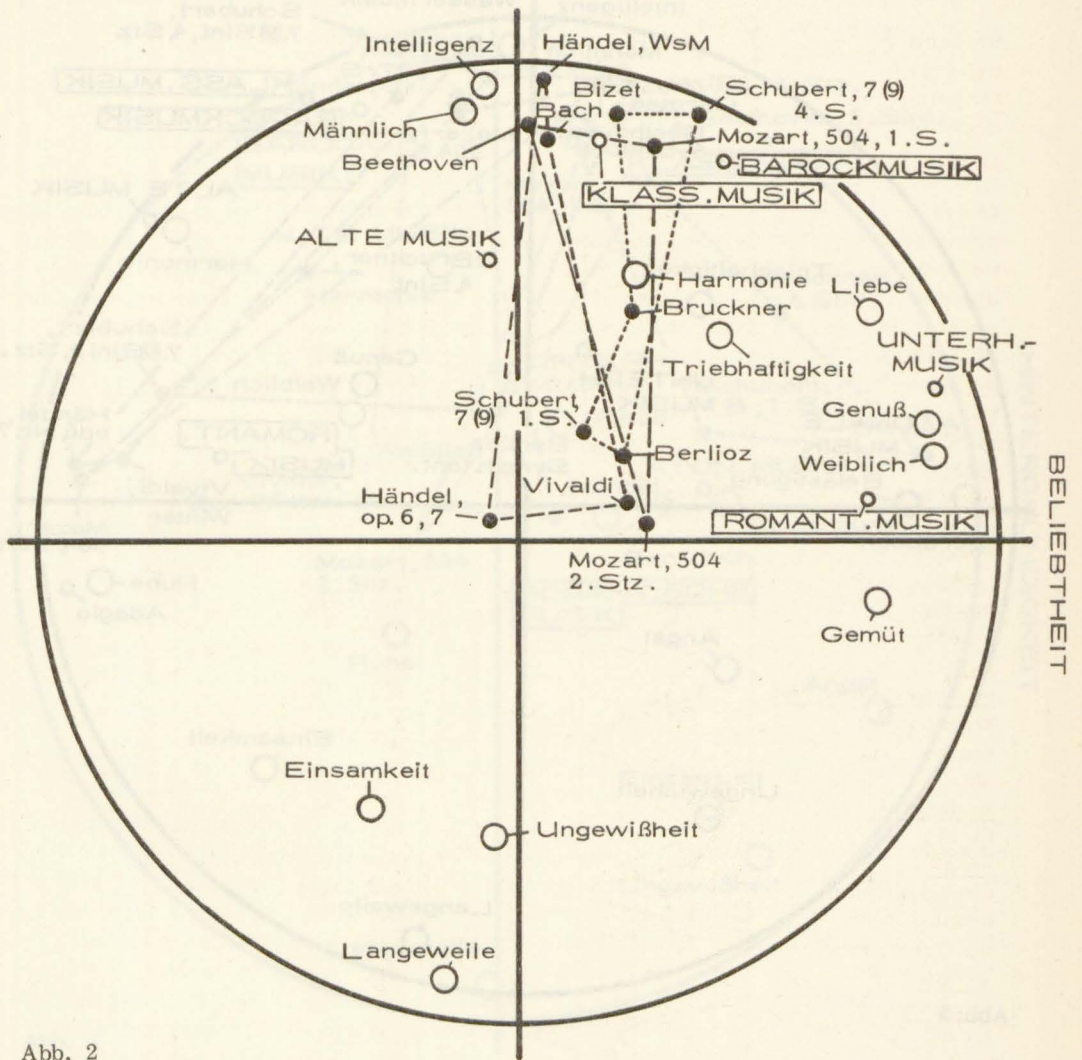 Intelligenz
Händel, WsM
Bizet
Schubert, 7 (9)
4. S.
Männlich
Bach
Mozart, 504, 1. S.
Beethoven
BAROCKMUSIK
KLASS. MUSIK
ALTE MUSIK
Harmonie
Liebe
Bruckner
UNTERH.-
MUSIK
Triebhaftigkeit
Schubert,
7(9) 1. S.
Genuß
Berlioz
Weiblich
Vivaldi
Händel,
op. 6, 7
ROMANT. MUSIK
BELIEBTHEIT
Mozart, 504
2. Stz.
Gemüt
Einsamkeit
Ungewißheit
Langeweile
Abb. 2